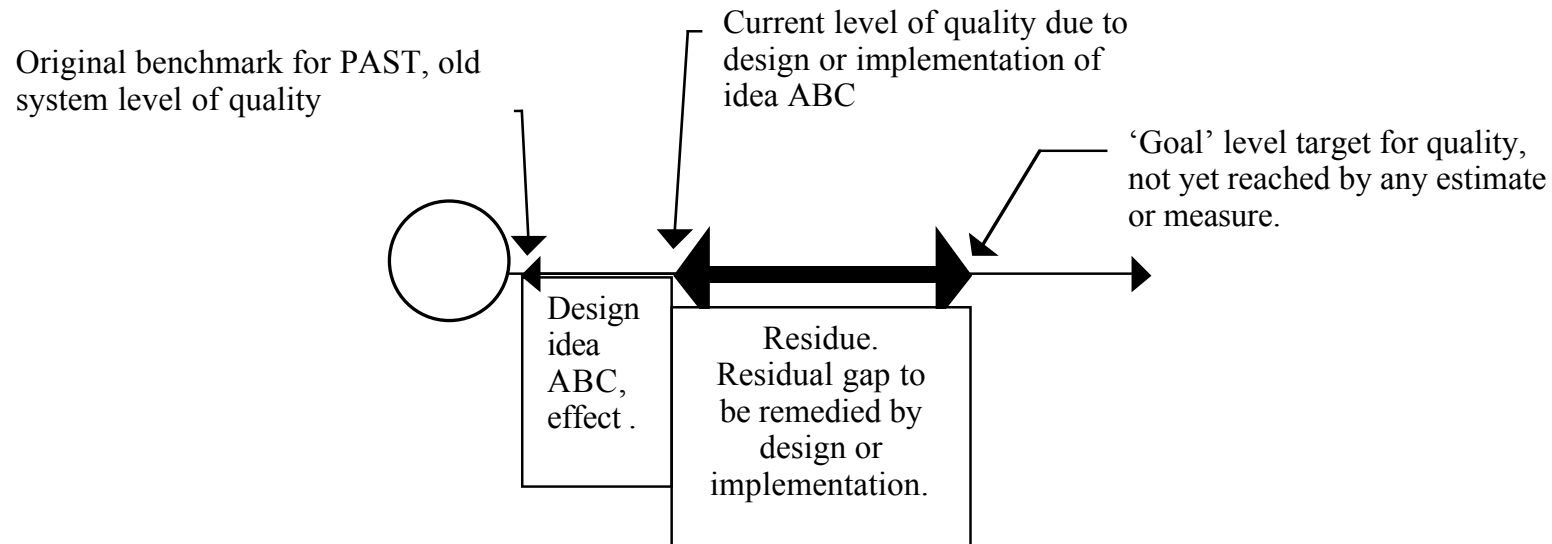 Original benchmark for PAST, old
system level of quality
Current level of quality due to
design or implementation of
idea ABC
‘Goal’ level target for quality,
not yet reached by any estimate
or measure.
Design
idea
ABC,
effect .
Residue.
Residual gap to
be remedied by
design or
implementation.